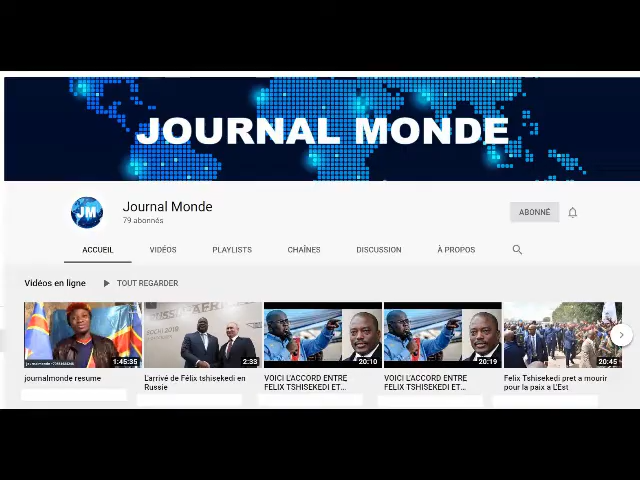 JOURNAL MONDE
JM
Journal Monde
79 abonnés
ABONNÉ
ACCUEIL
VIDÉOS
PLAYLISTS
CHAÎNES
DISCUSSION
À PROPOS
Vidéos en ligne
TOUT REGARDER
1:45:35
SOCHI 2019
2:33
20:10
20:19
20:45
journalmonde resume
L'arrivé de Félix tshisekedi en
Russie
VOICI L'ACCORD ENTRE
FELIX TSHISEKEDI ET...
VOICI L'ACCORD ENTRE
FELIX TSHISEKEDI ET...
Felix Tshisekedi pret a mourir
pour la paix a L'Est